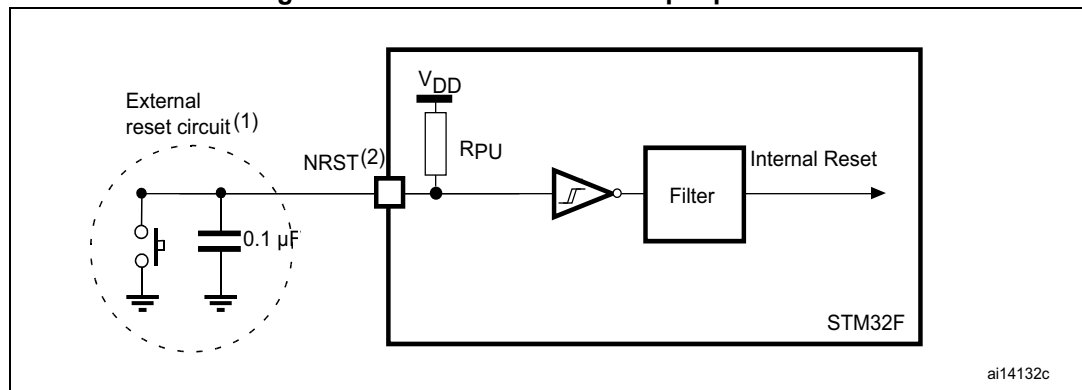 External
reset circuit(1)
NRST(2)
VDD
RPU
0.1 µF
Filter
Internal Reset
STM32F
ai14132c